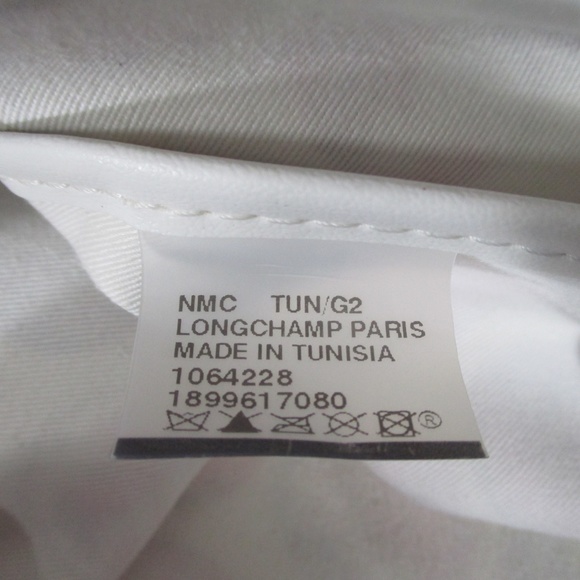 NMC TUN/G2
LONGCHAMP PARIS
MADE IN TUNISIA
1064228
1899617080
®